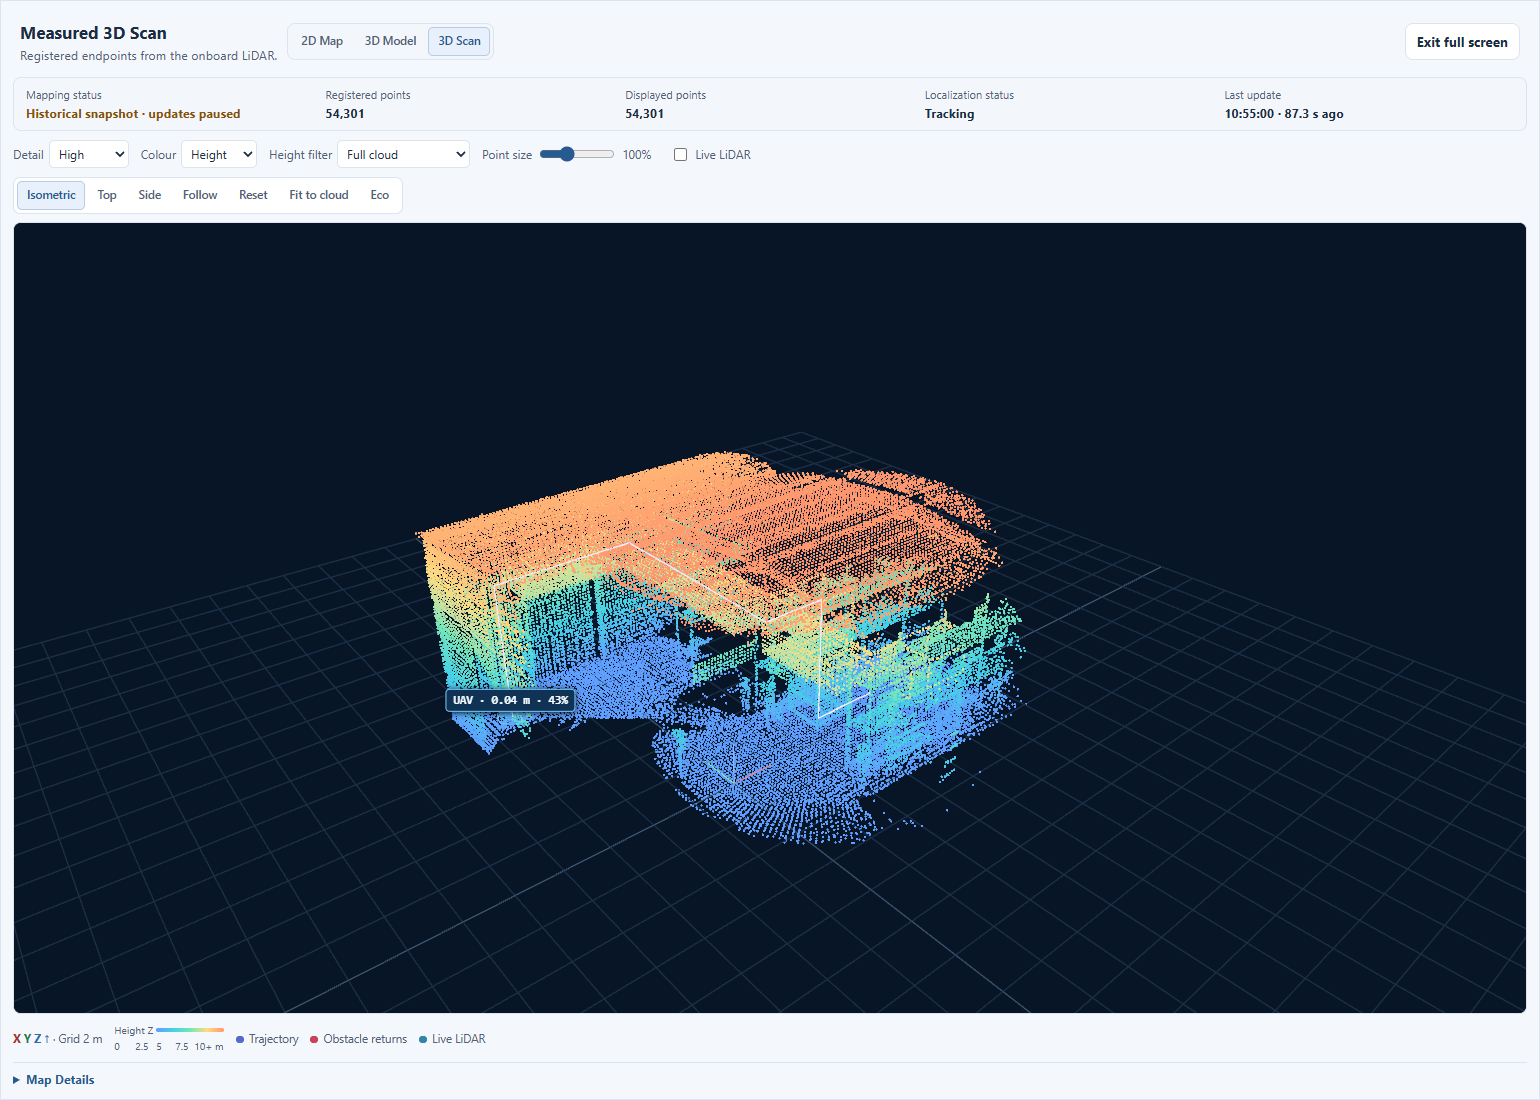 Measured 3D Scan
Registered endpoints from the onboard LiDAR.
2D Map 3D Model 3D Scan
Exit full screen
Mapping status
Historical snapshot · updates paused
Registered points
54,301
Displayed points
54,301
Localization status
Tracking
Last update
10:55:00 · 87.3 s ago
Detail High Colour Height Height filter Full cloud Point size 100% Live LiDAR
Isometric Top Side Follow Reset Fit to cloud Eco
UAV · 0.04 m · 43%
X Y Z ↑ · Grid 2 m
Height Z
0 2.5 5 7.5 10+ m
Trajectory Obstacle returns Live LiDAR
Map Details